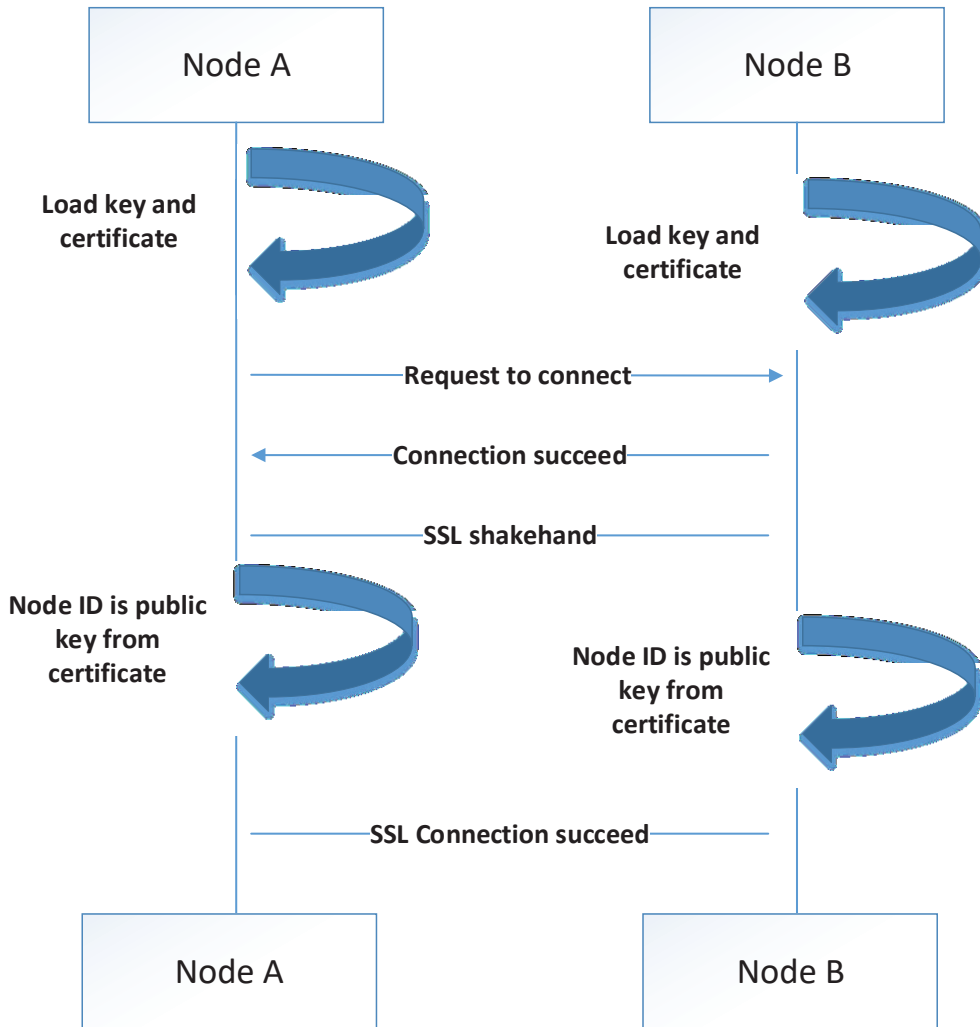 Node A
Node B
Load key and
certificate
Load key and
certificate
Request to connect
Connection succeed
SSL shakehand
Node ID is public
key from
certificate
Node ID is public
key from
certificate
SSL Connection succeed
Node A
Node B